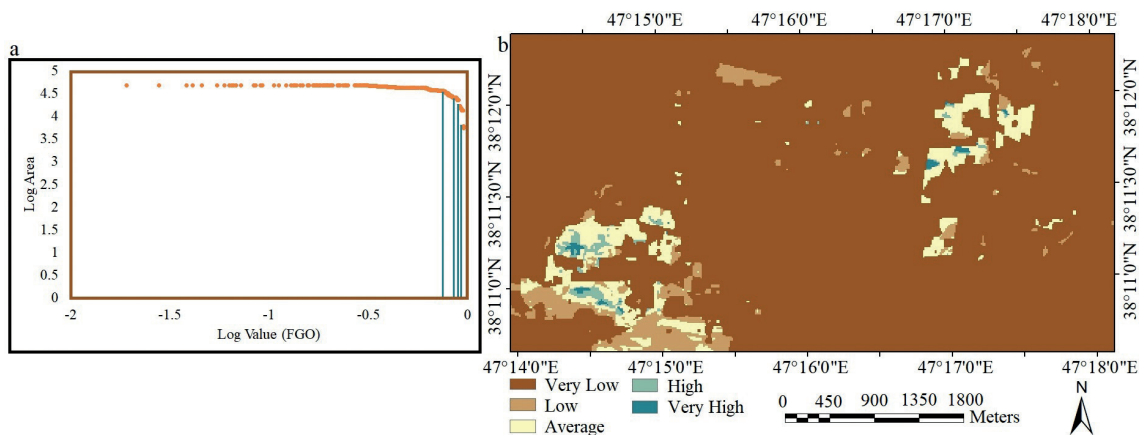 a
5
4.5
4
3.5
3
2.5
2
1.5
1
0.5
0
Log Area
-2
-1.5
-1
-0.5
0
Log Value (FGO)
b
47°15'0"E
47°16'0"E
47°17'0"E
47°18'0"E
38°12'0"N
38°11'30"N
38°11'0"N
38°12'0"N
38°11'30"N
38°11'0"N
47°14'0"E
47°15'0"E
47°16'0"E
47°17'0"E
47°18'0"E
Very Low
Low
Average
High
Very High
0 450 900 1350 1800
Meters
N